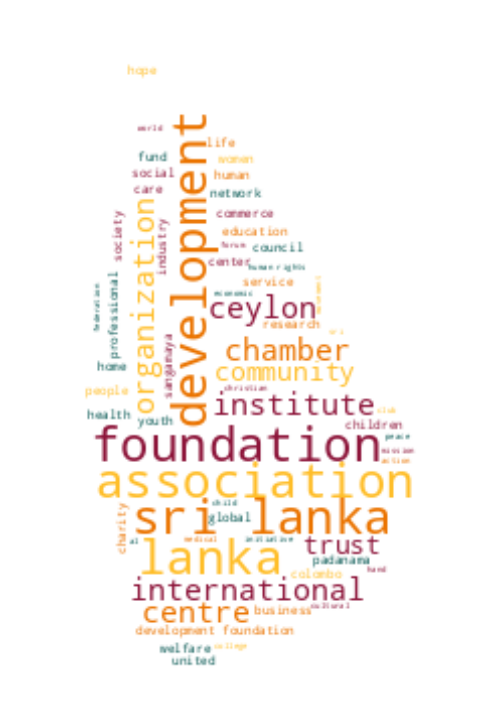 hope
world
development
life
fund
women
social
human
care
network
organization
society
commerce
industry
education
forum
council
center
human rights
federation
professional
service
economic
movement
ceylon
research
sri
sangamaya
chamber
home
community
people
christian
institute
club
health
youth
children
foundation
peace
mission
action
association
child
sri lanka
charity
global
al
medical
initiative
lanka
trust
padanama
hand
colombo
international
centre
business
cultural
development foundation
welfare
college
united